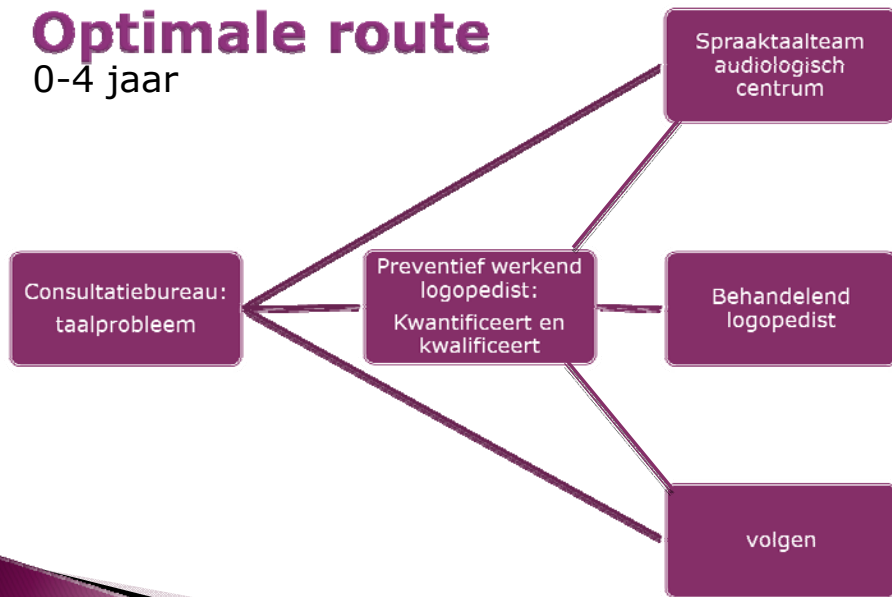 Optimale route
0-4 jaar
Spraaktaalteam
audiologisch
centrum
Consultatiebureau:
taalprobleem
Preventief werkend
logopedist:
Kwantificeert en
kwalificeert
Behandelend
logopedist
volgen